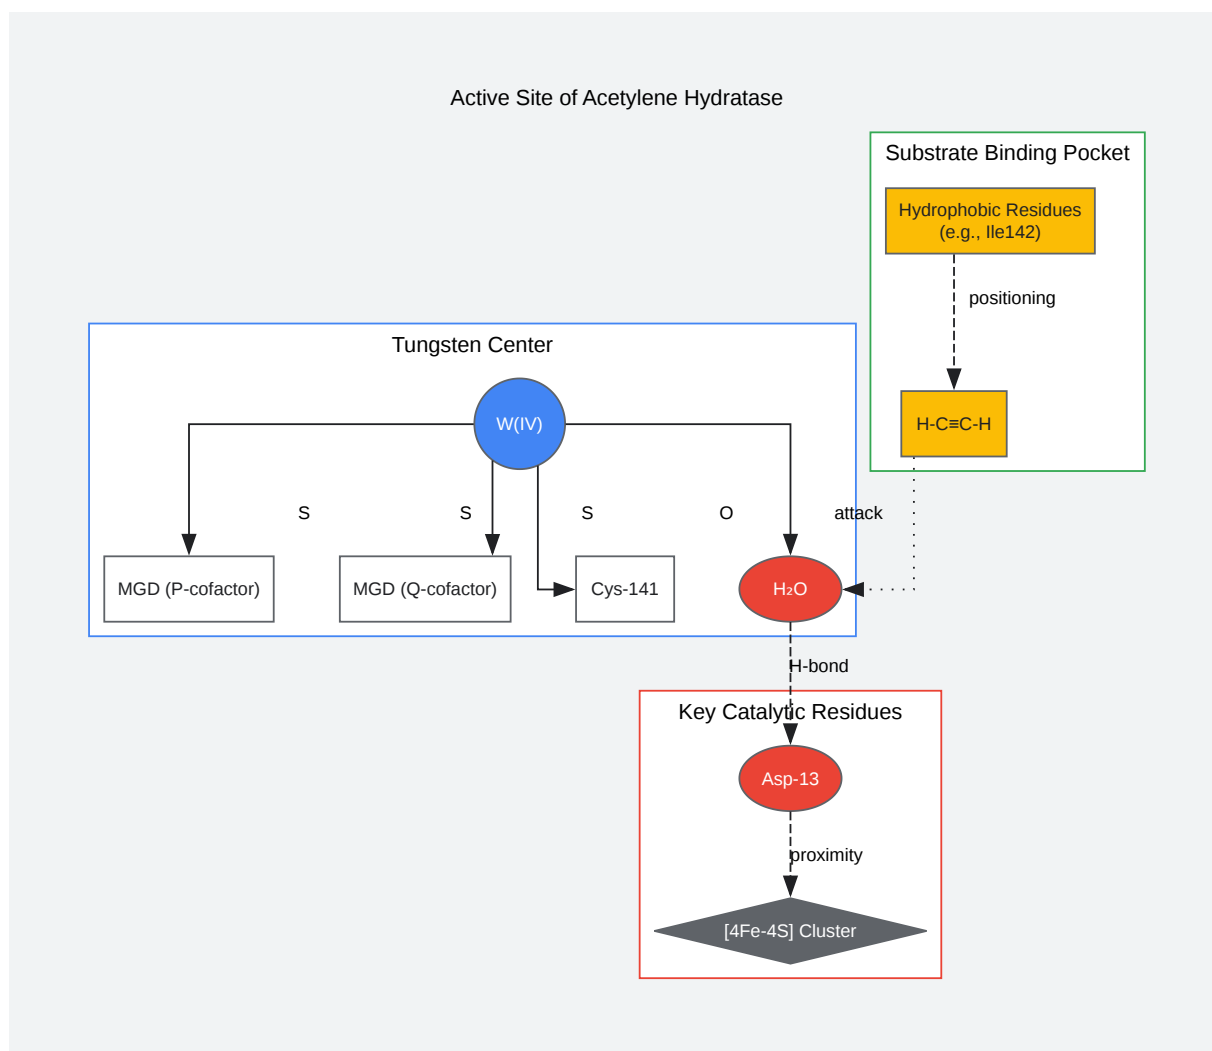 Active Site of Acetylene Hydratase
Substrate Binding Pocket
Hydrophobic Residues
(e.g., Ile142)
positioning
H-C≡C-H
Tungsten Center
W(IV)
S
S
S
O
attack
MGD (P-cofactor)
MGD (Q-cofactor)
Cys-141
H₂O
H-bond
Key Catalytic Residues
Asp-13
proximity
[4Fe-4S] Cluster